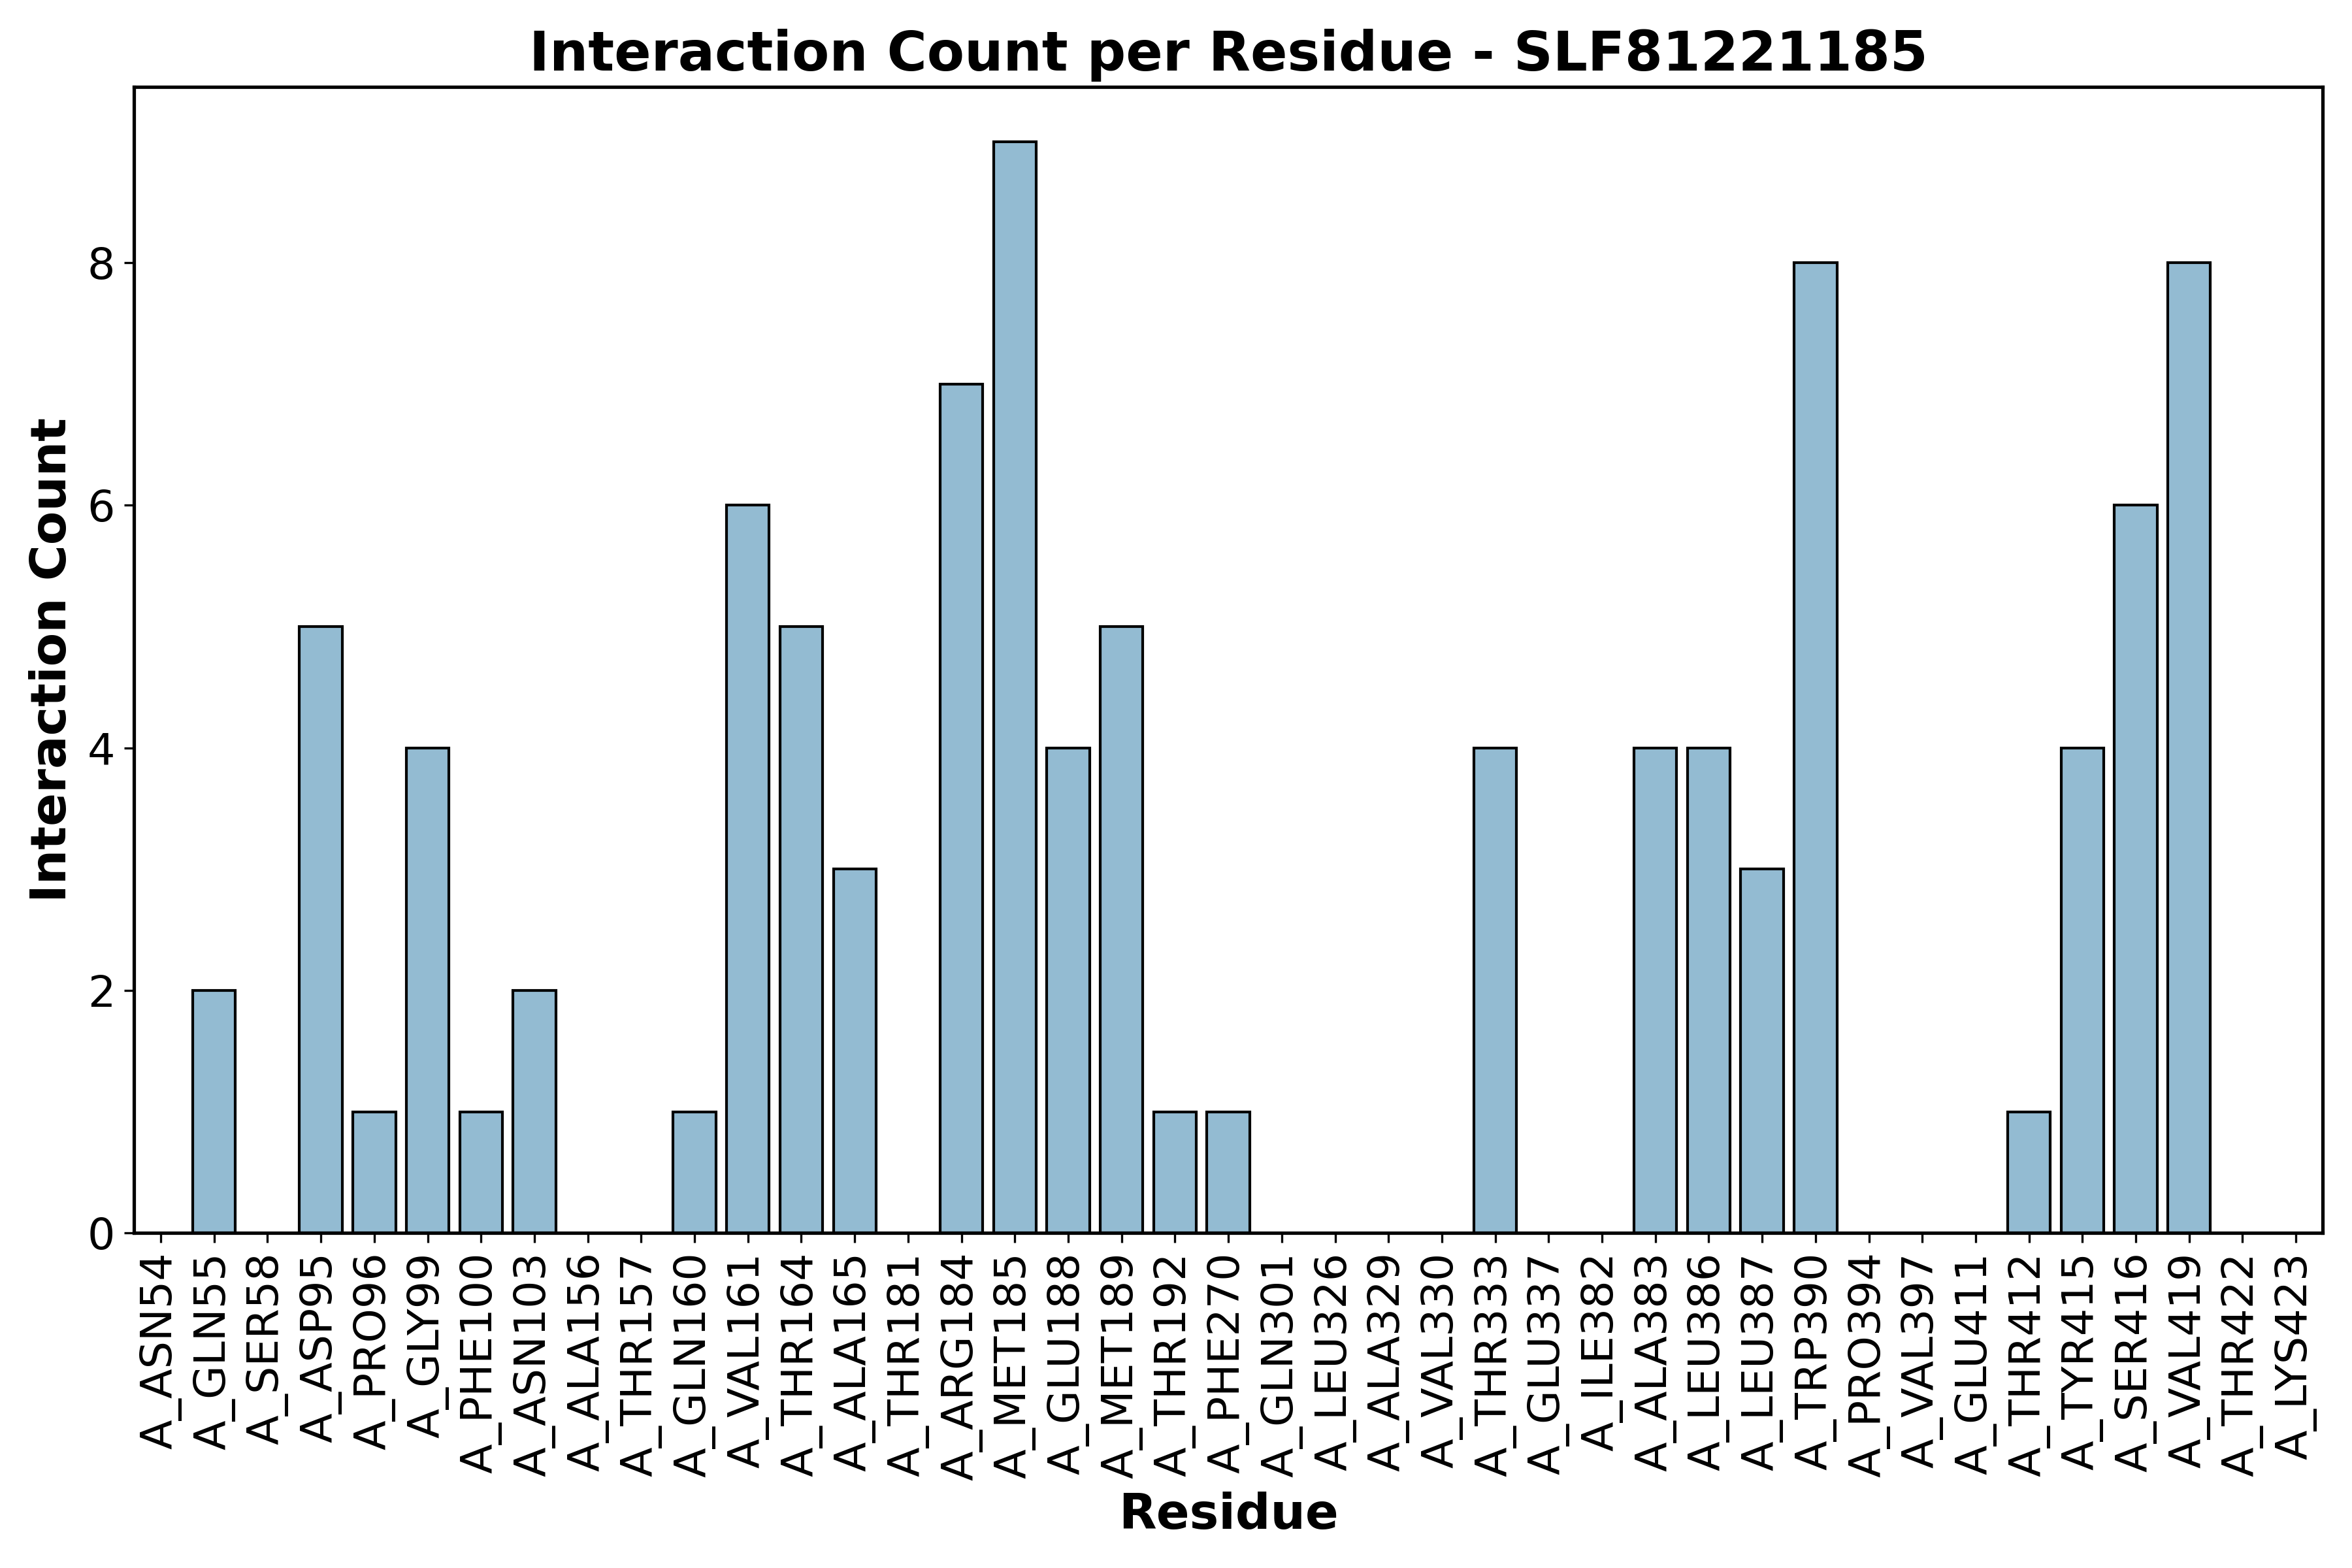 Interaction Count per Residue - SLF81221185
Interaction Count
8
6
4
2
0
A_ASN54
A_GLN55
A_SER58
A_ASP95
A_PRO96
A_GLY99
A_PHE100
A_ASN103
A_ALA156
A_THR157
A_GLN160
A_VAL161
A_THR164
A_ALA165
A_THR181
A_ARG184
A_MET185
A_GLU188
A_MET189
A_THR192
A_PHE270
A_GLN301
A_LEU326
A_ALA329
A_VAL330
A_THR333
A_GLU337
A_ILE382
A_ALA383
A_LEU386
A_LEU387
A_TRP390
A_PRO394
A_VAL397
A_GLU411
A_THR412
A_TYR415
A_SER416
A_VAL419
A_THR422
A_LYS423
Residue